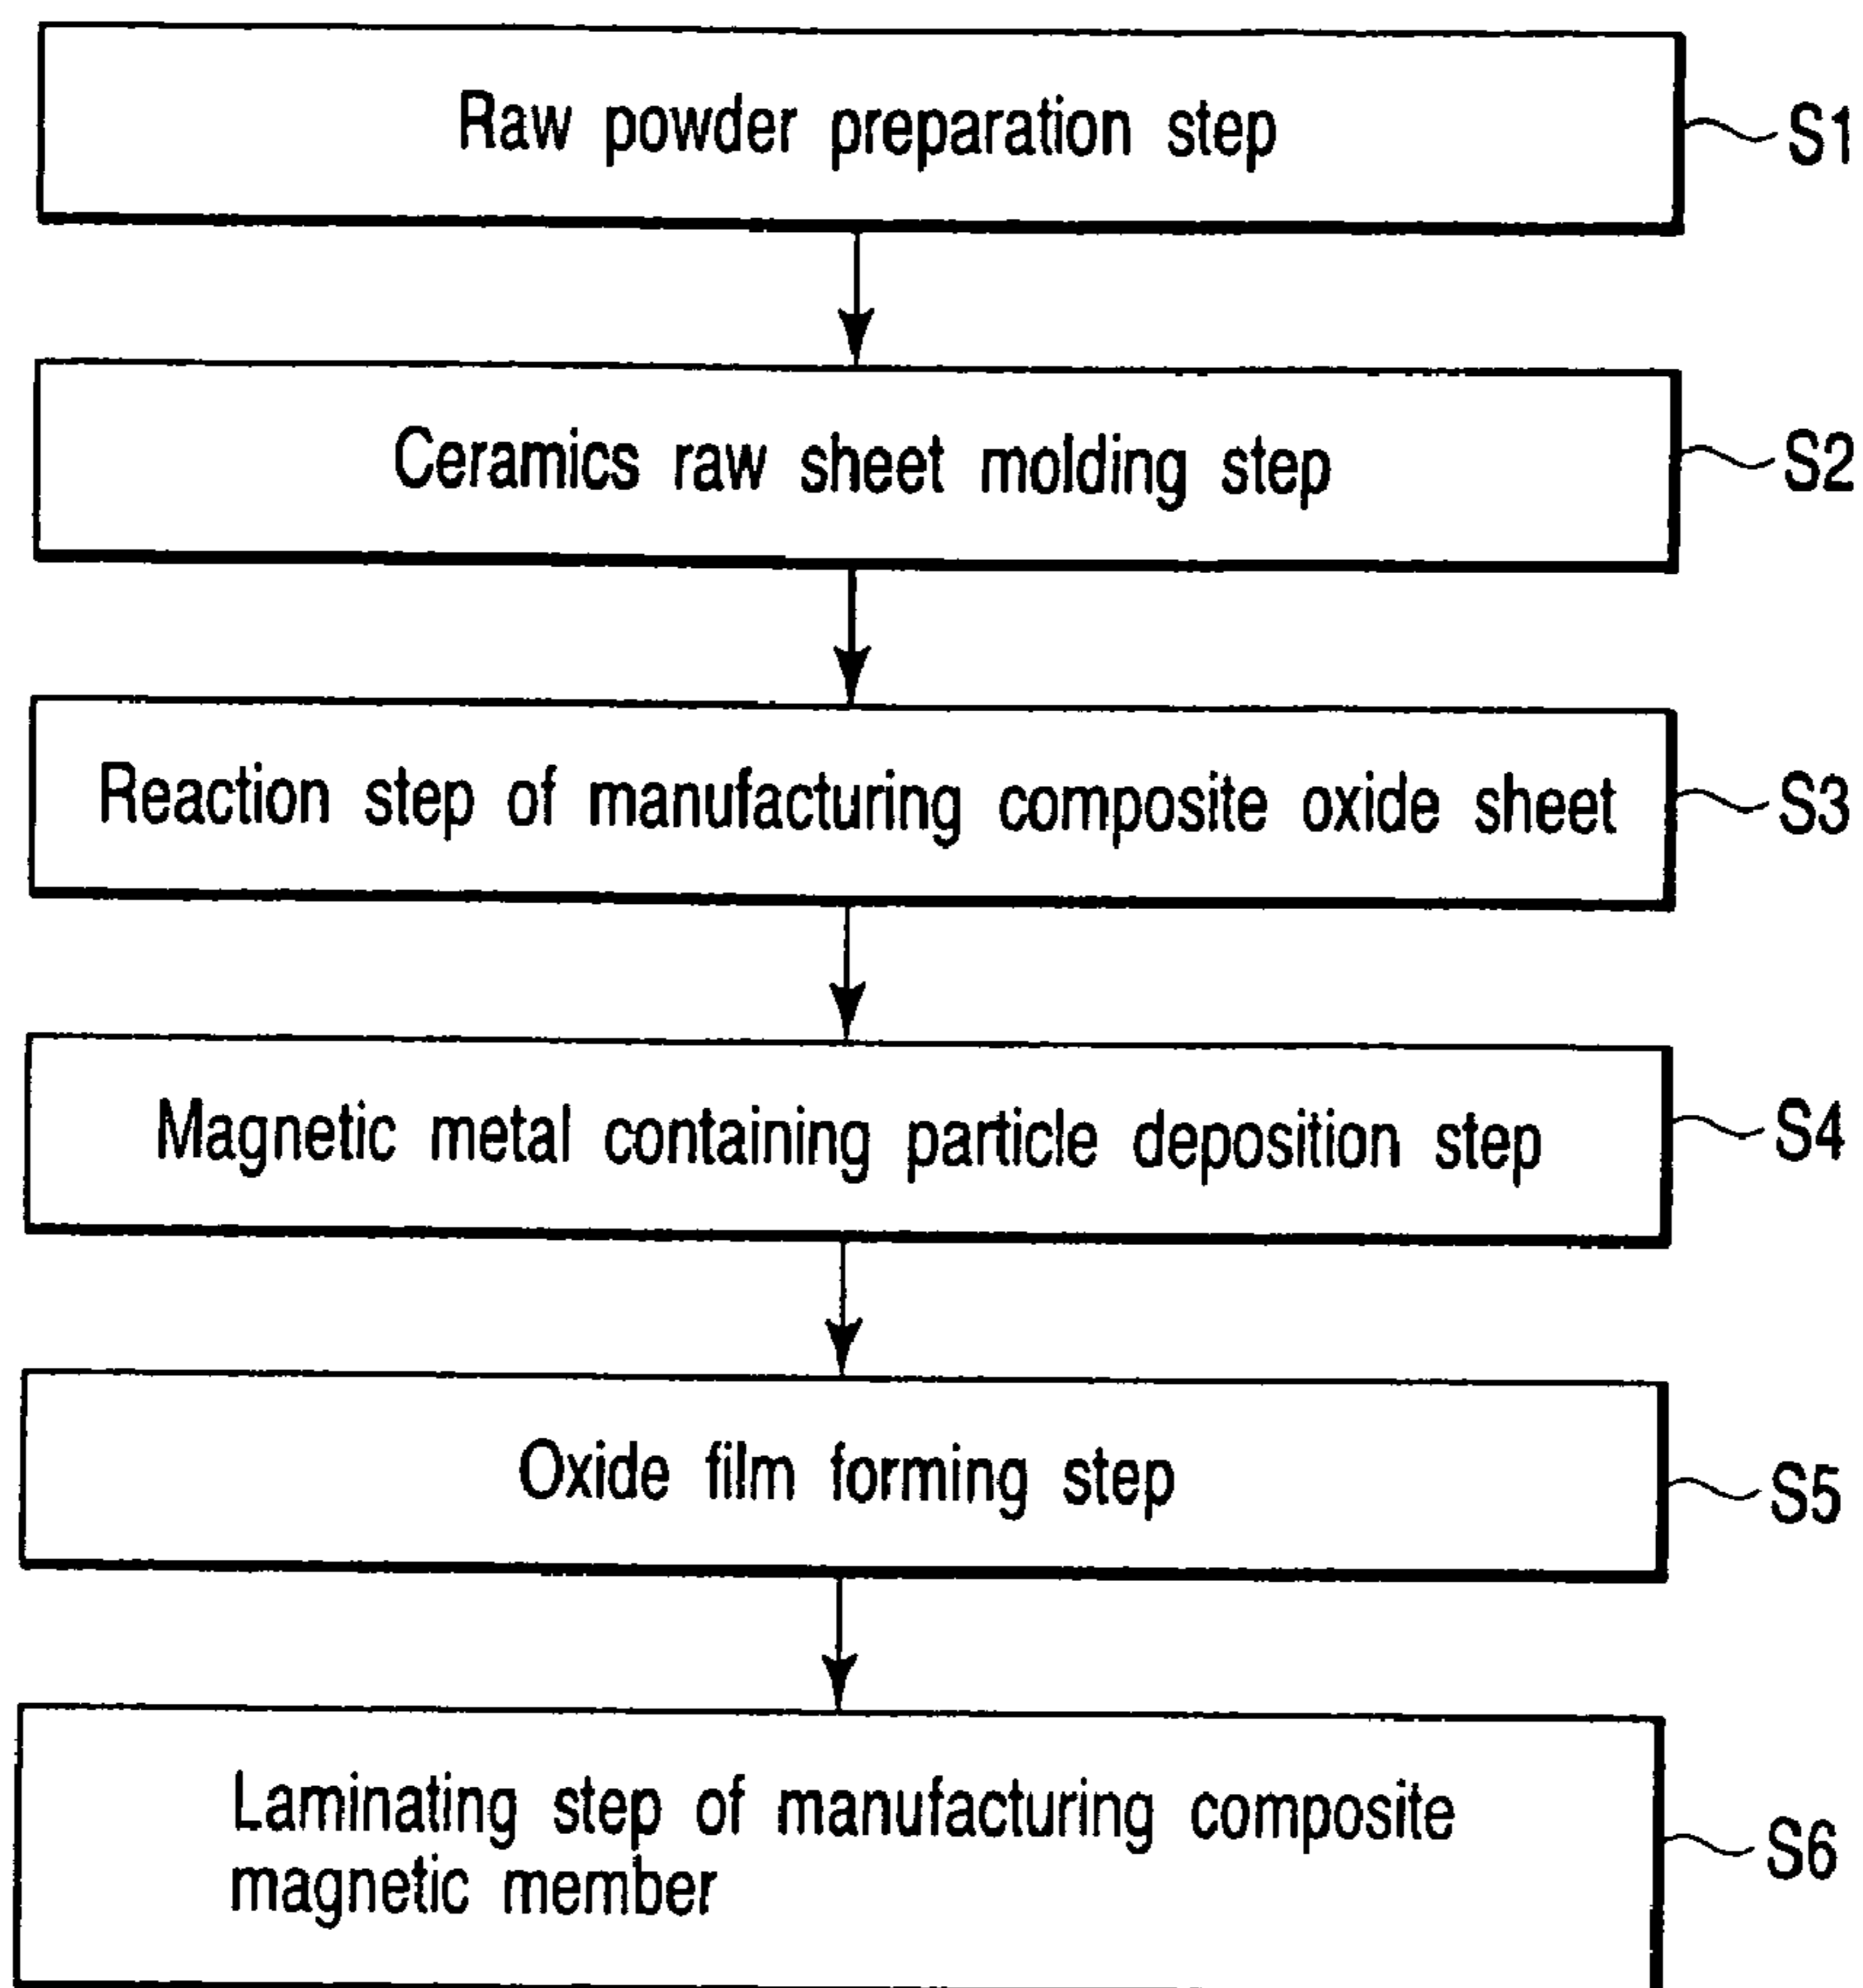 Raw powder preparation step S1
Ceramics raw sheet molding step S2
Reaction step of manufacturing composite oxide sheet S3
Magnetic metal containing particle deposition step S4
Oxide film forming step S5
Laminating step of manufacturing composite
magnetic member
S6